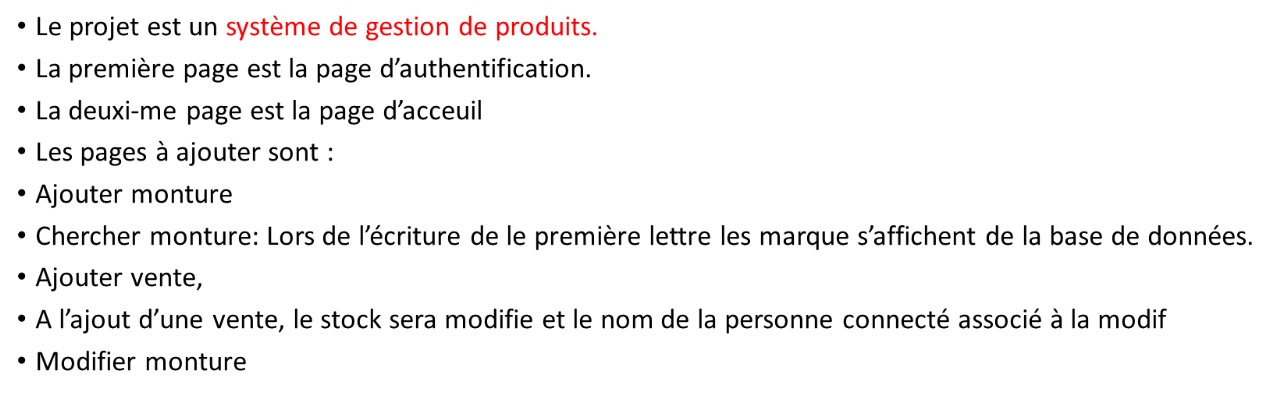 • Le projet est un système de gestion de produits.
• La première page est la page d’authentification.
• La deuxi-me page est la page d’acceuil
• Les pages à ajouter sont :
• Ajouter monture
• Chercher monture: Lors de l’écriture de le première lettre les marque s’affichent de la base de données.
• Ajouter vente,
• A l’ajout d’une vente, le stock sera modifie et le nom de la personne connecté associé à la modif
• Modifier monture